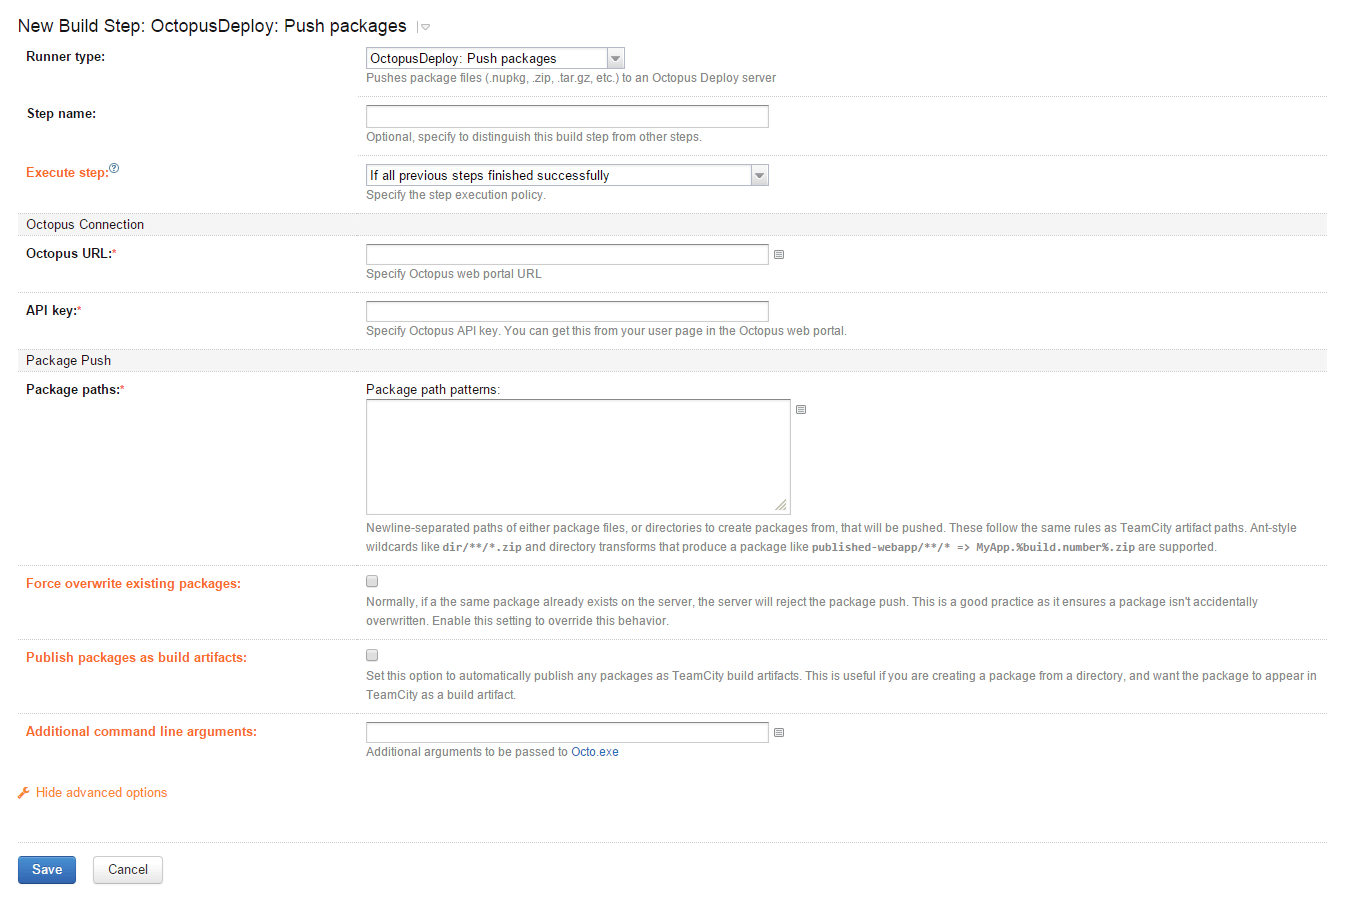 New Build Step: OctopusDeploy: Push packages
Runner type:
OctopusDeploy: Push packages
Pushes package files (.nupkg, .zip, .tar.gz, etc.) to an Octopus Deploy server
Step name:
Optional, specify to distinguish this build step from other steps.
Execute step:?
If all previous steps finished successfully
Specify the step execution policy.
Octopus Connection
Octopus URL:*
Specify Octopus web portal URL
API key:*
Specify Octopus API key. You can get this from your user page in the Octopus web portal.
Package Push
Package paths:*
Package path patterns:
Newline-separated paths of either package files, or directories to create packages from, that will be pushed. These follow the same rules as TeamCity artifact paths. Ant-style
wildcards like dir/**/*.zip and directory transforms that produce a package like published-webapp/**/* => MyApp.%build.number%.zip are supported.
Force overwrite existing packages:
Normally, if a the same package already exists on the server, the server will reject the package push. This is a good practice as it ensures a package isn't accidentally
overwritten. Enable this setting to override this behavior.
Publish packages as build artifacts:
Set this option to automatically publish any packages as TeamCity build artifacts. This is useful if you are creating a package from a directory, and want the package to appear in
TeamCity as a build artifact.
Additional command line arguments:
Additional arguments to be passed to Octo.exe
Hide advanced options
Save
Cancel